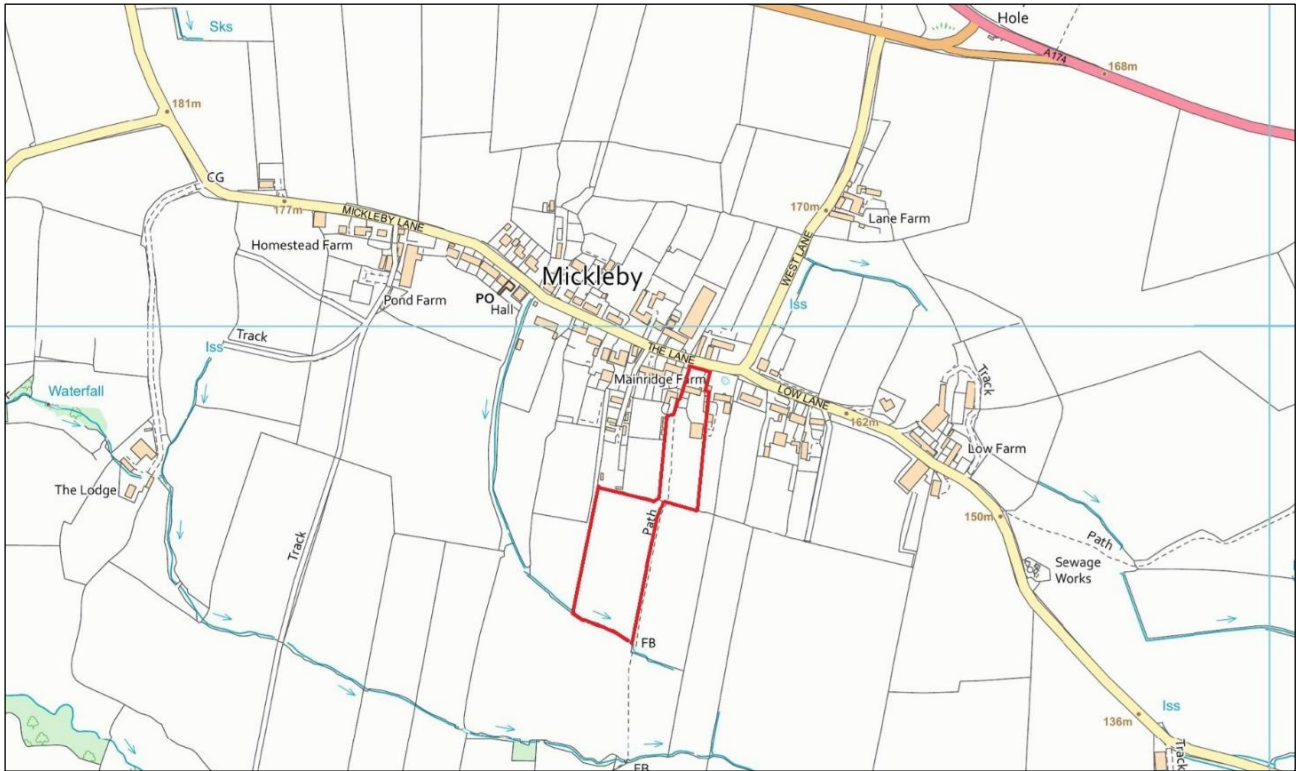 Sks
Hole
A174
168m
181m
CG
177m
MICKLEBY LANE
170m
Lane Farm
WEST LANE
Homestead Farm
Mickleby
Pond Farm
PO
Hall
Iss
Track
Iss
THE LANE
Waterfall
Mainridge Farm
LOW LANE
Track
162m
Low Farm
The Lodge
Path
150m
Track
Path
Sewage
Works
FB
136m
Iss
Track
FB